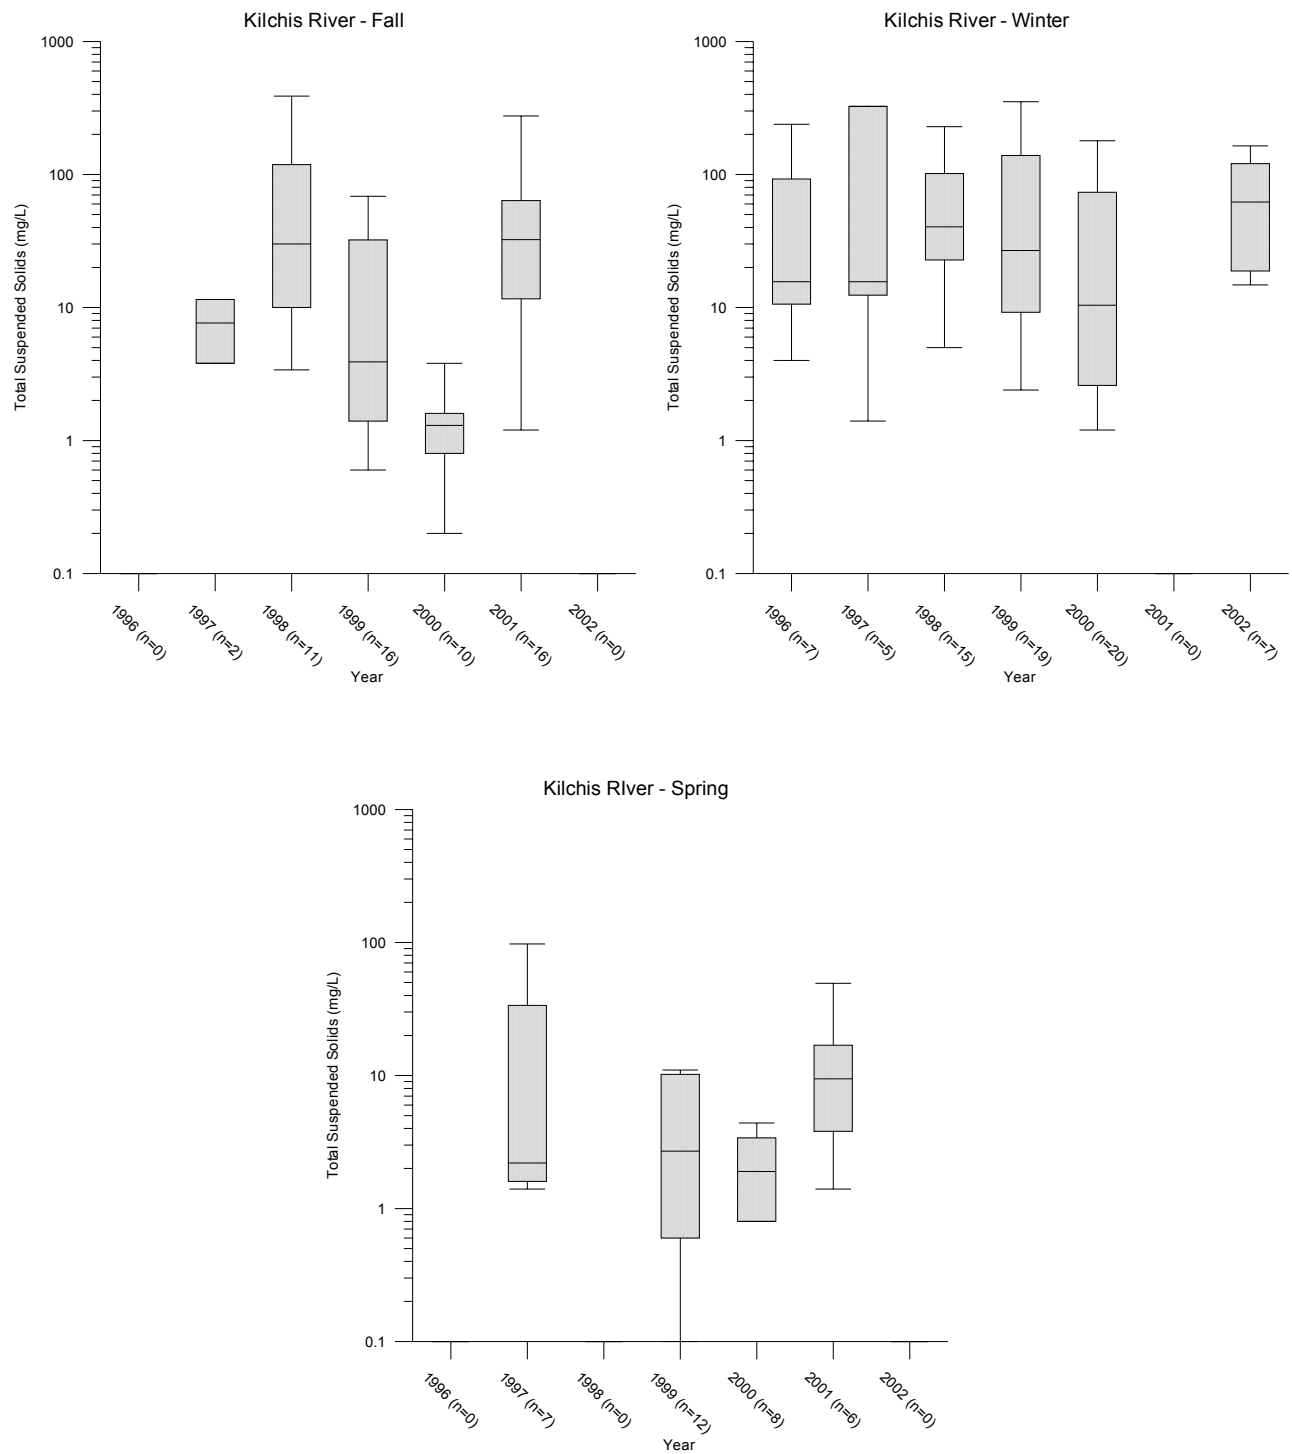 Kilchis River - Fall
1000
100
10
1
0.1
Total Suspended Solids (mg/L)
1996 (n=0)
1997 (n=2)
1998 (n=11)
1999 (n=16)
2000 (n=10)
2001 (n=16)
2002 (n=0)
Year
Kilchis River - Winter
1000
100
10
1
0.1
Total Suspended Solids (mg/L)
1996 (n=7)
1997 (n=5)
1998 (n=15)
1999 (n=19)
2000 (n=20)
2001 (n=0)
2002 (n=7)
Year
Kilchis RIver - Spring
1000
100
10
1
0.1
Total Suspended Solids (mg/L)
1996 (n=0)
1997 (n=7)
1998 (n=0)
1999 (n=12)
2000 (n=8)
2001 (n=6)
2002 (n=0)
Year